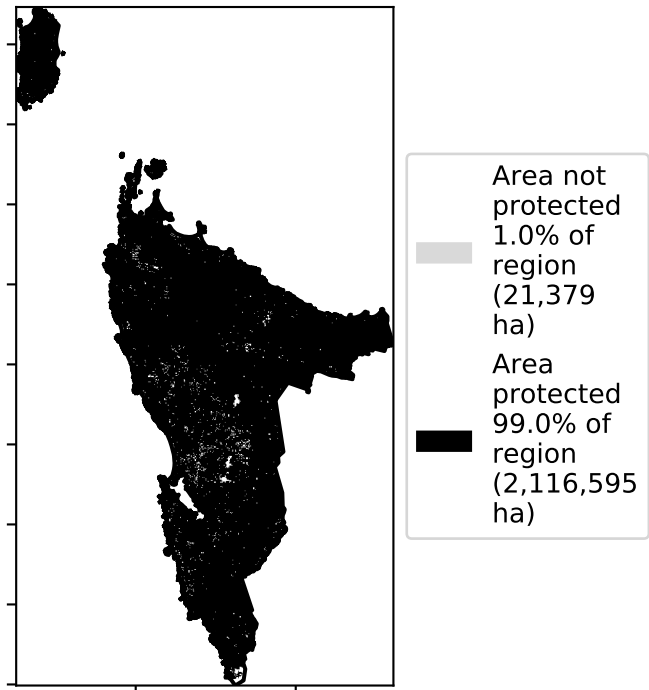 Area not
protected
1.0% of
region
(21,379
ha)
Area
protected
99.0% of
region
(2,116,595
ha)